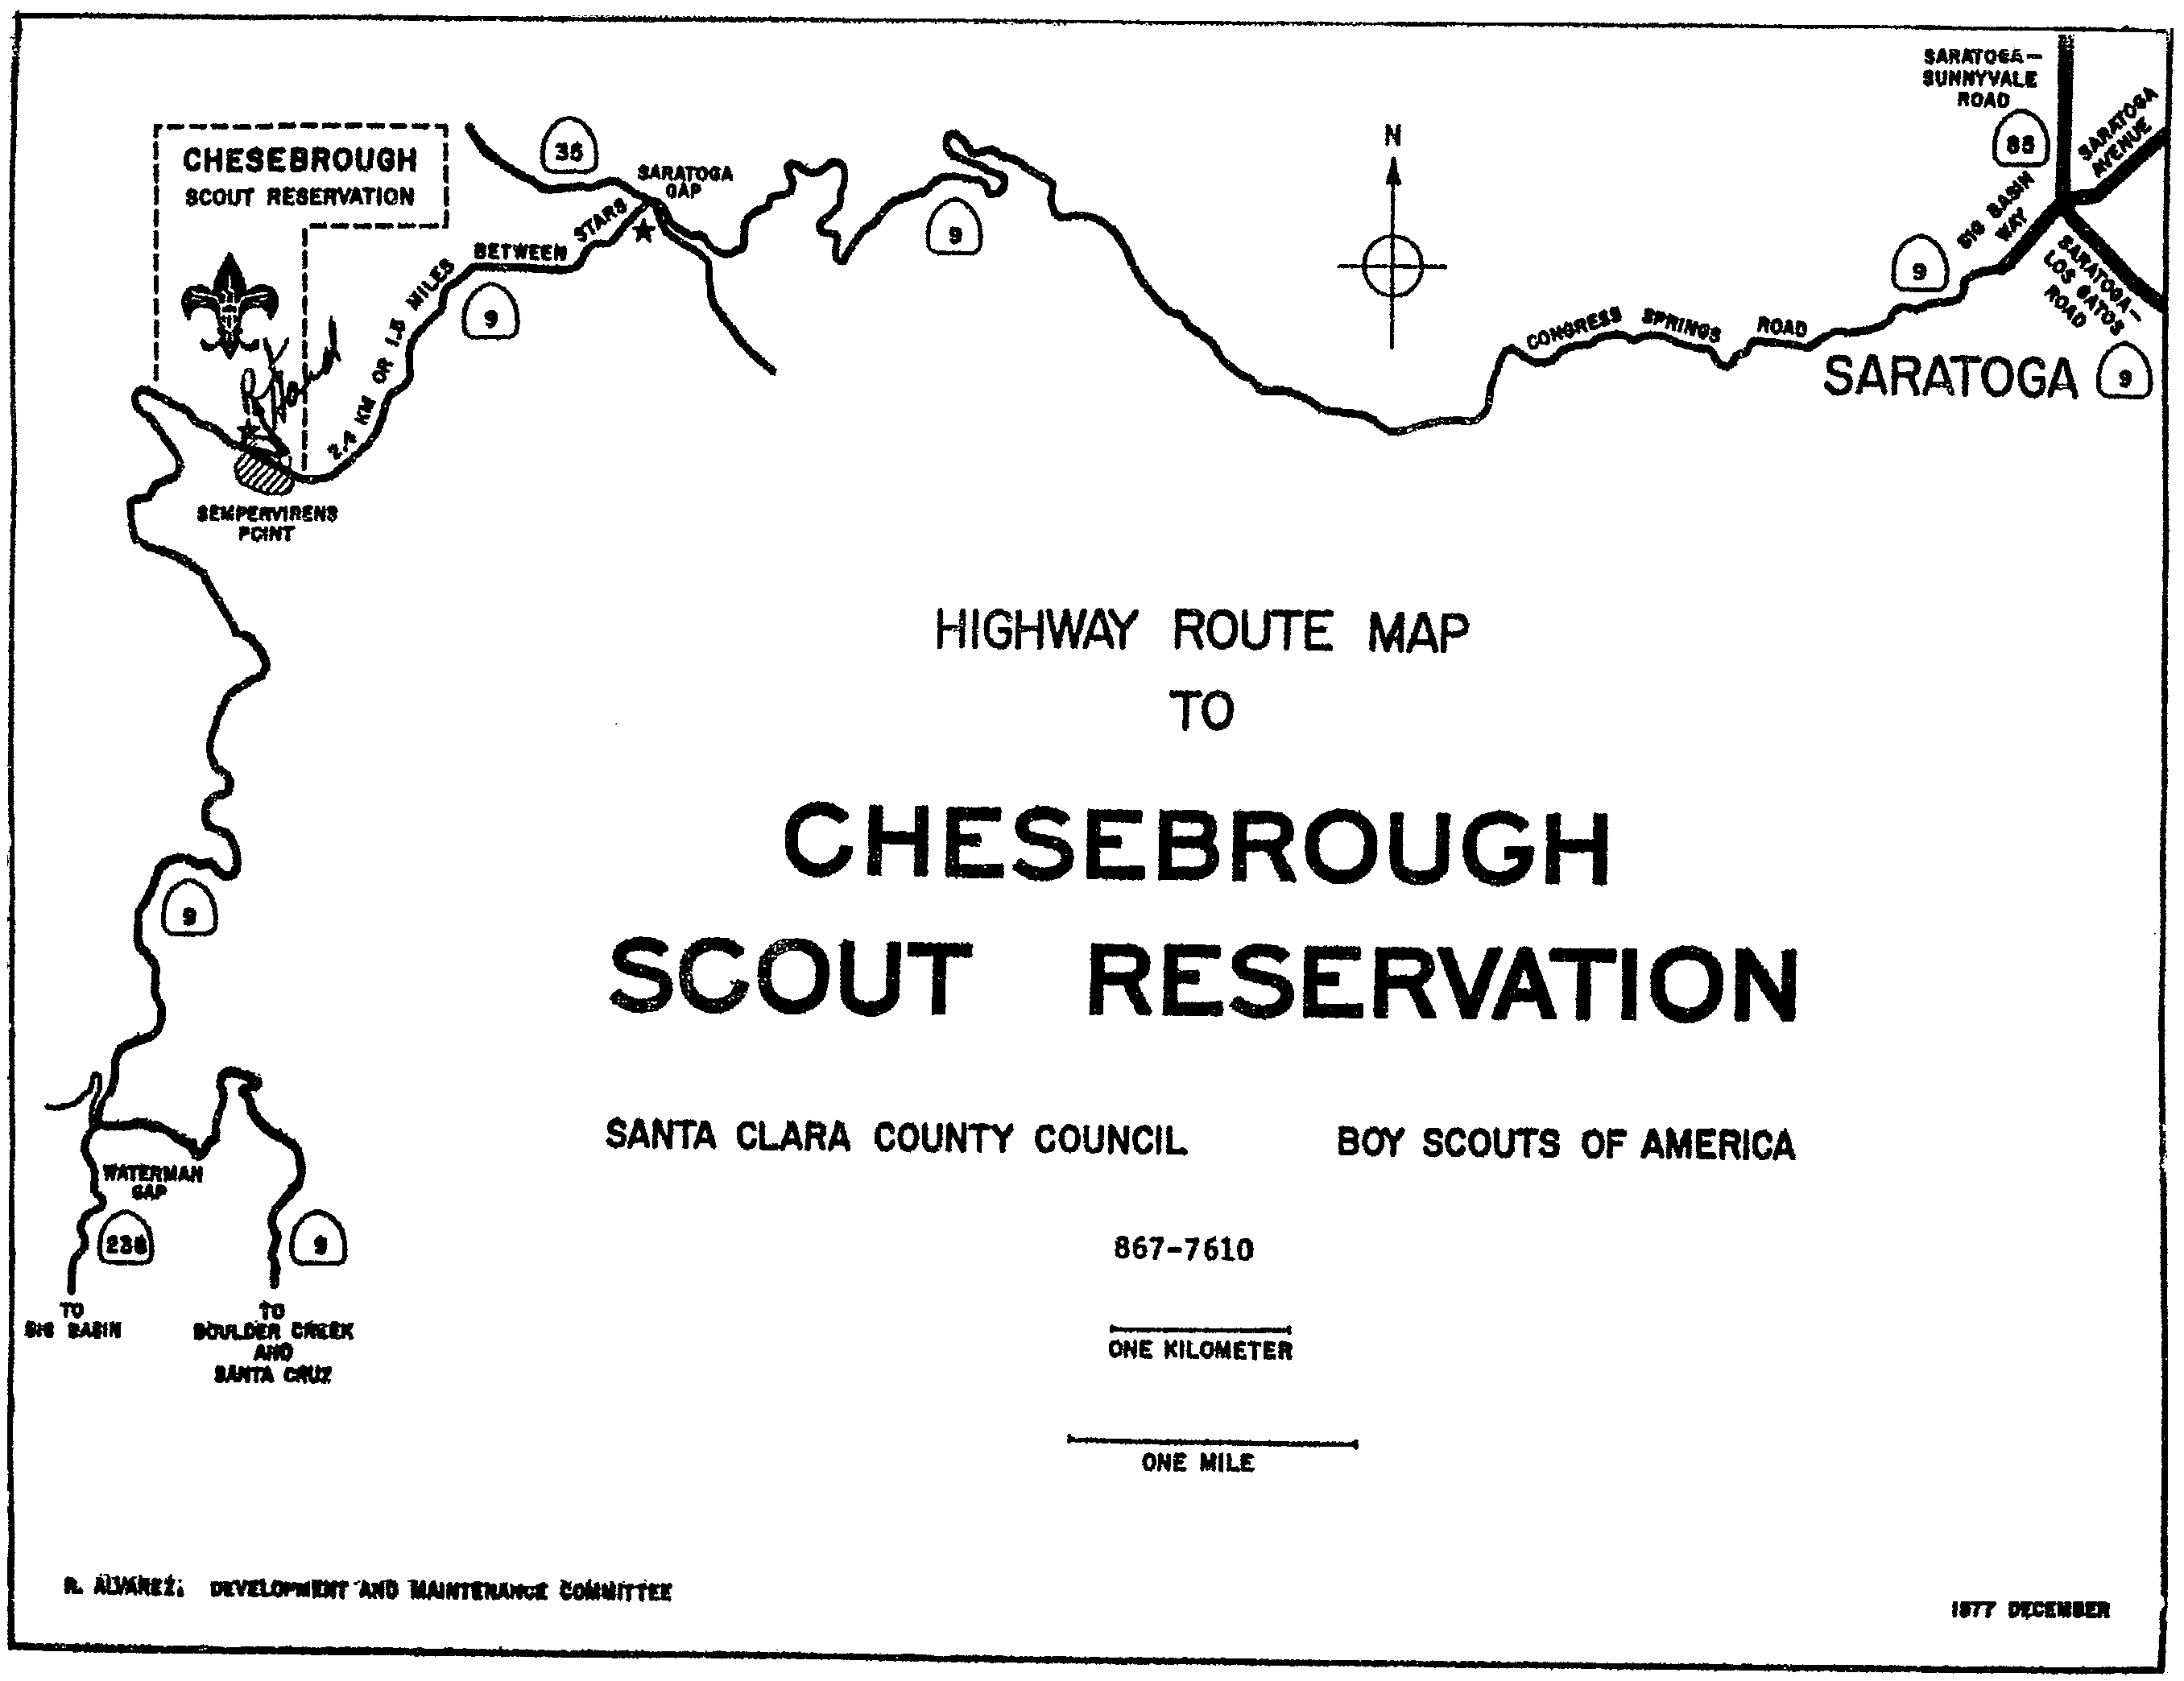 SARATOGA-
SUNNYVALE
ROAD
85
SARATOGA
AVENUE
BIG BASIN
WAY
9
SARATOGA-
LOS GATOS
ROAD
9
SARATOGA
CONGRESS SPRINGS ROAD
N
9
35
SARATOGA
GAP
CHESEBROUGH
SCOUT RESERVATION
2.4 KM OR 1.5 MILES BETWEEN STARS
9
SEMPERVIRENS
POINT
HIGHWAY ROUTE MAP
TO
CHESEBROUGH
SCOUT RESERVATION
SANTA CLARA COUNTY COUNCIL BOY SCOUTS OF AMERICA
867-7610
ONE KILOMETER
ONE MILE
9
WATERMAN
GAP
236
9
TO
BIG BASIN
TO
BOULDER CREEK
AND
SANTA CRUZ
R. ALVAREZ, DEVELOPMENT AND MAINTENANCE COMMITTEE
1977 DECEMBER